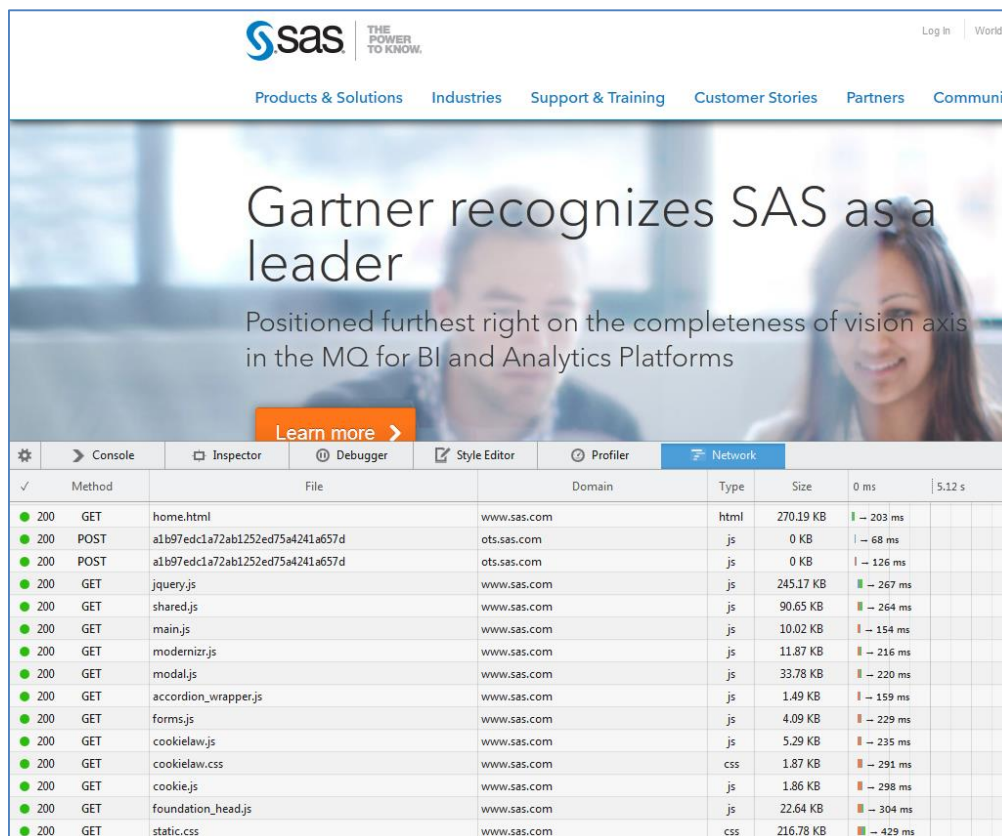 sas THE POWER TO KNOW.
Log In World
Products & Solutions Industries Support & Training Customer Stories Partners Communi
Gartner recognizes SAS as a
leader
Positioned furthest right on the completeness of vision axis
in the MQ for BI and Analytics Platforms
Learn more
Console Inspector Debugger Style Editor Profiler Network
✓ Method File Domain Type Size 0 ms 5.12 s
200 GET home.html www.sas.com html 270.19 KB → 203 ms
200 POST a1b97edc1a72ab1252ed75a4241a657d ots.sas.com js 0 KB → 68 ms
200 POST a1b97edc1a72ab1252ed75a4241a657d ots.sas.com js 0 KB → 126 ms
200 GET jquery.js www.sas.com js 245.17 KB → 267 ms
200 GET shared.js www.sas.com js 90.65 KB → 264 ms
200 GET main.js www.sas.com js 10.02 KB → 154 ms
200 GET modernizr.js www.sas.com js 11.87 KB → 216 ms
200 GET modal.js www.sas.com js 33.78 KB → 220 ms
200 GET accordion_wrapper.js www.sas.com js 1.49 KB → 159 ms
200 GET forms.js www.sas.com js 4.09 KB → 229 ms
200 GET cookielaw.js www.sas.com js 5.29 KB → 235 ms
200 GET cookielaw.css www.sas.com css 1.87 KB → 291 ms
200 GET cookie.js www.sas.com js 1.86 KB → 298 ms
200 GET foundation_head.js www.sas.com js 22.64 KB → 304 ms
200 GET static.css www.sas.com css 216.78 KB → 429 ms